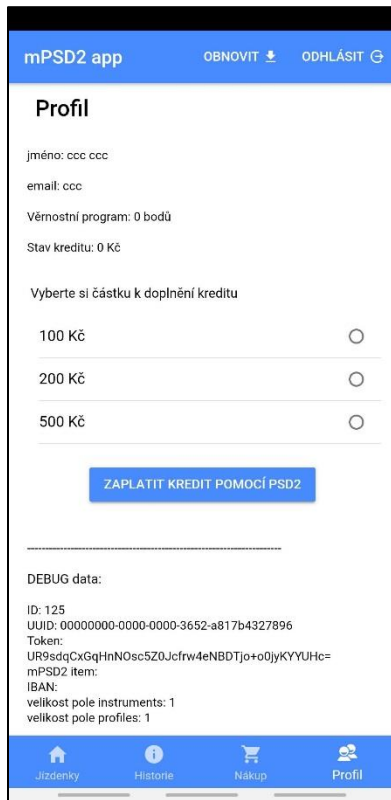 mPSD2 app OBNOVIT ODHLÁSIT
Profil
jméno: ccc ccc
email: ccc
Věrnostní program: 0 bodů
Stav kreditu: 0 Kč
Vyberte si částku k doplnění kreditu
100 Kč
200 Kč
500 Kč
ZAPLATIT KREDIT POMOCÍ PSD2
----------------------------------------------------------------------
DEBUG data:
ID: 125
UUID: 00000000-0000-0000-3652-a817b4327896
Token:
UR9sdqCxGqHnNOsc5Z0Jcfrw4eNBDTjo+o0jyKYYUHc=
mPSD2 item:
IBAN:
velikost pole instruments: 1
velikost pole profiles: 1
Jízdenky Historie Nákup Profil